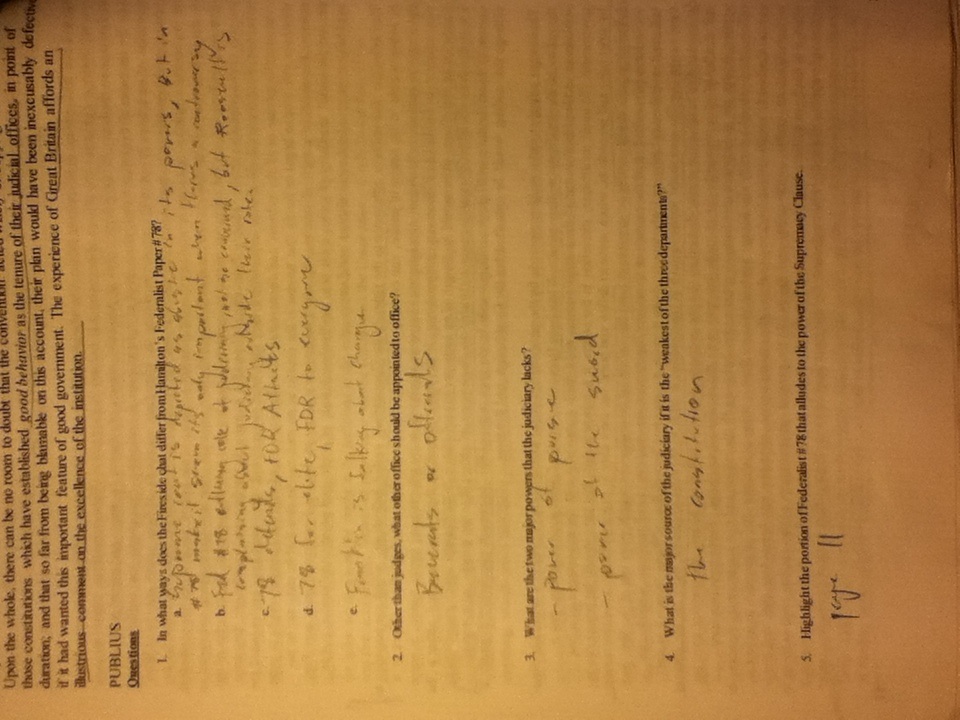 Upon the whole, there can be no room to doubt that the convention
those constitutions which have established good behavior as the tenure of their judicial offices, in point of
duration; and that so far from being blamable on this account, their plan would have been inexcusably defective
if it had wanted this important feature of good government. The experience of Great Britain affords an
illustrious comment on the excellence of the institution.
PUBLIUS
Questions
1. In what ways does the Fireside chat differ from Hamilton's Federalist Paper #78?
a. Supreme court is depicted as in its powers, But in
#78 makes it seem its only important when theres a controversy
b. Fed #78 role of judiciary, not so concerned, but Roosevelt is
complaining about judiciary outside their roles
c. 78 defends, FDR Attacks
d. 78 for elite, FDR to everyone
e. Franklin is talking about change
2. Other than judges, what other office should be appointed to office?
or officials
3. What are the two major powers that the judiciary lacks?
- power of purse
- power of the sword
4. What is the major source of the judiciary if it is the "weakest of the three departments?"
the constitution
5. Highlight the portion of Federalist #78 that alludes to the power of the Supremacy Clause.
page 11